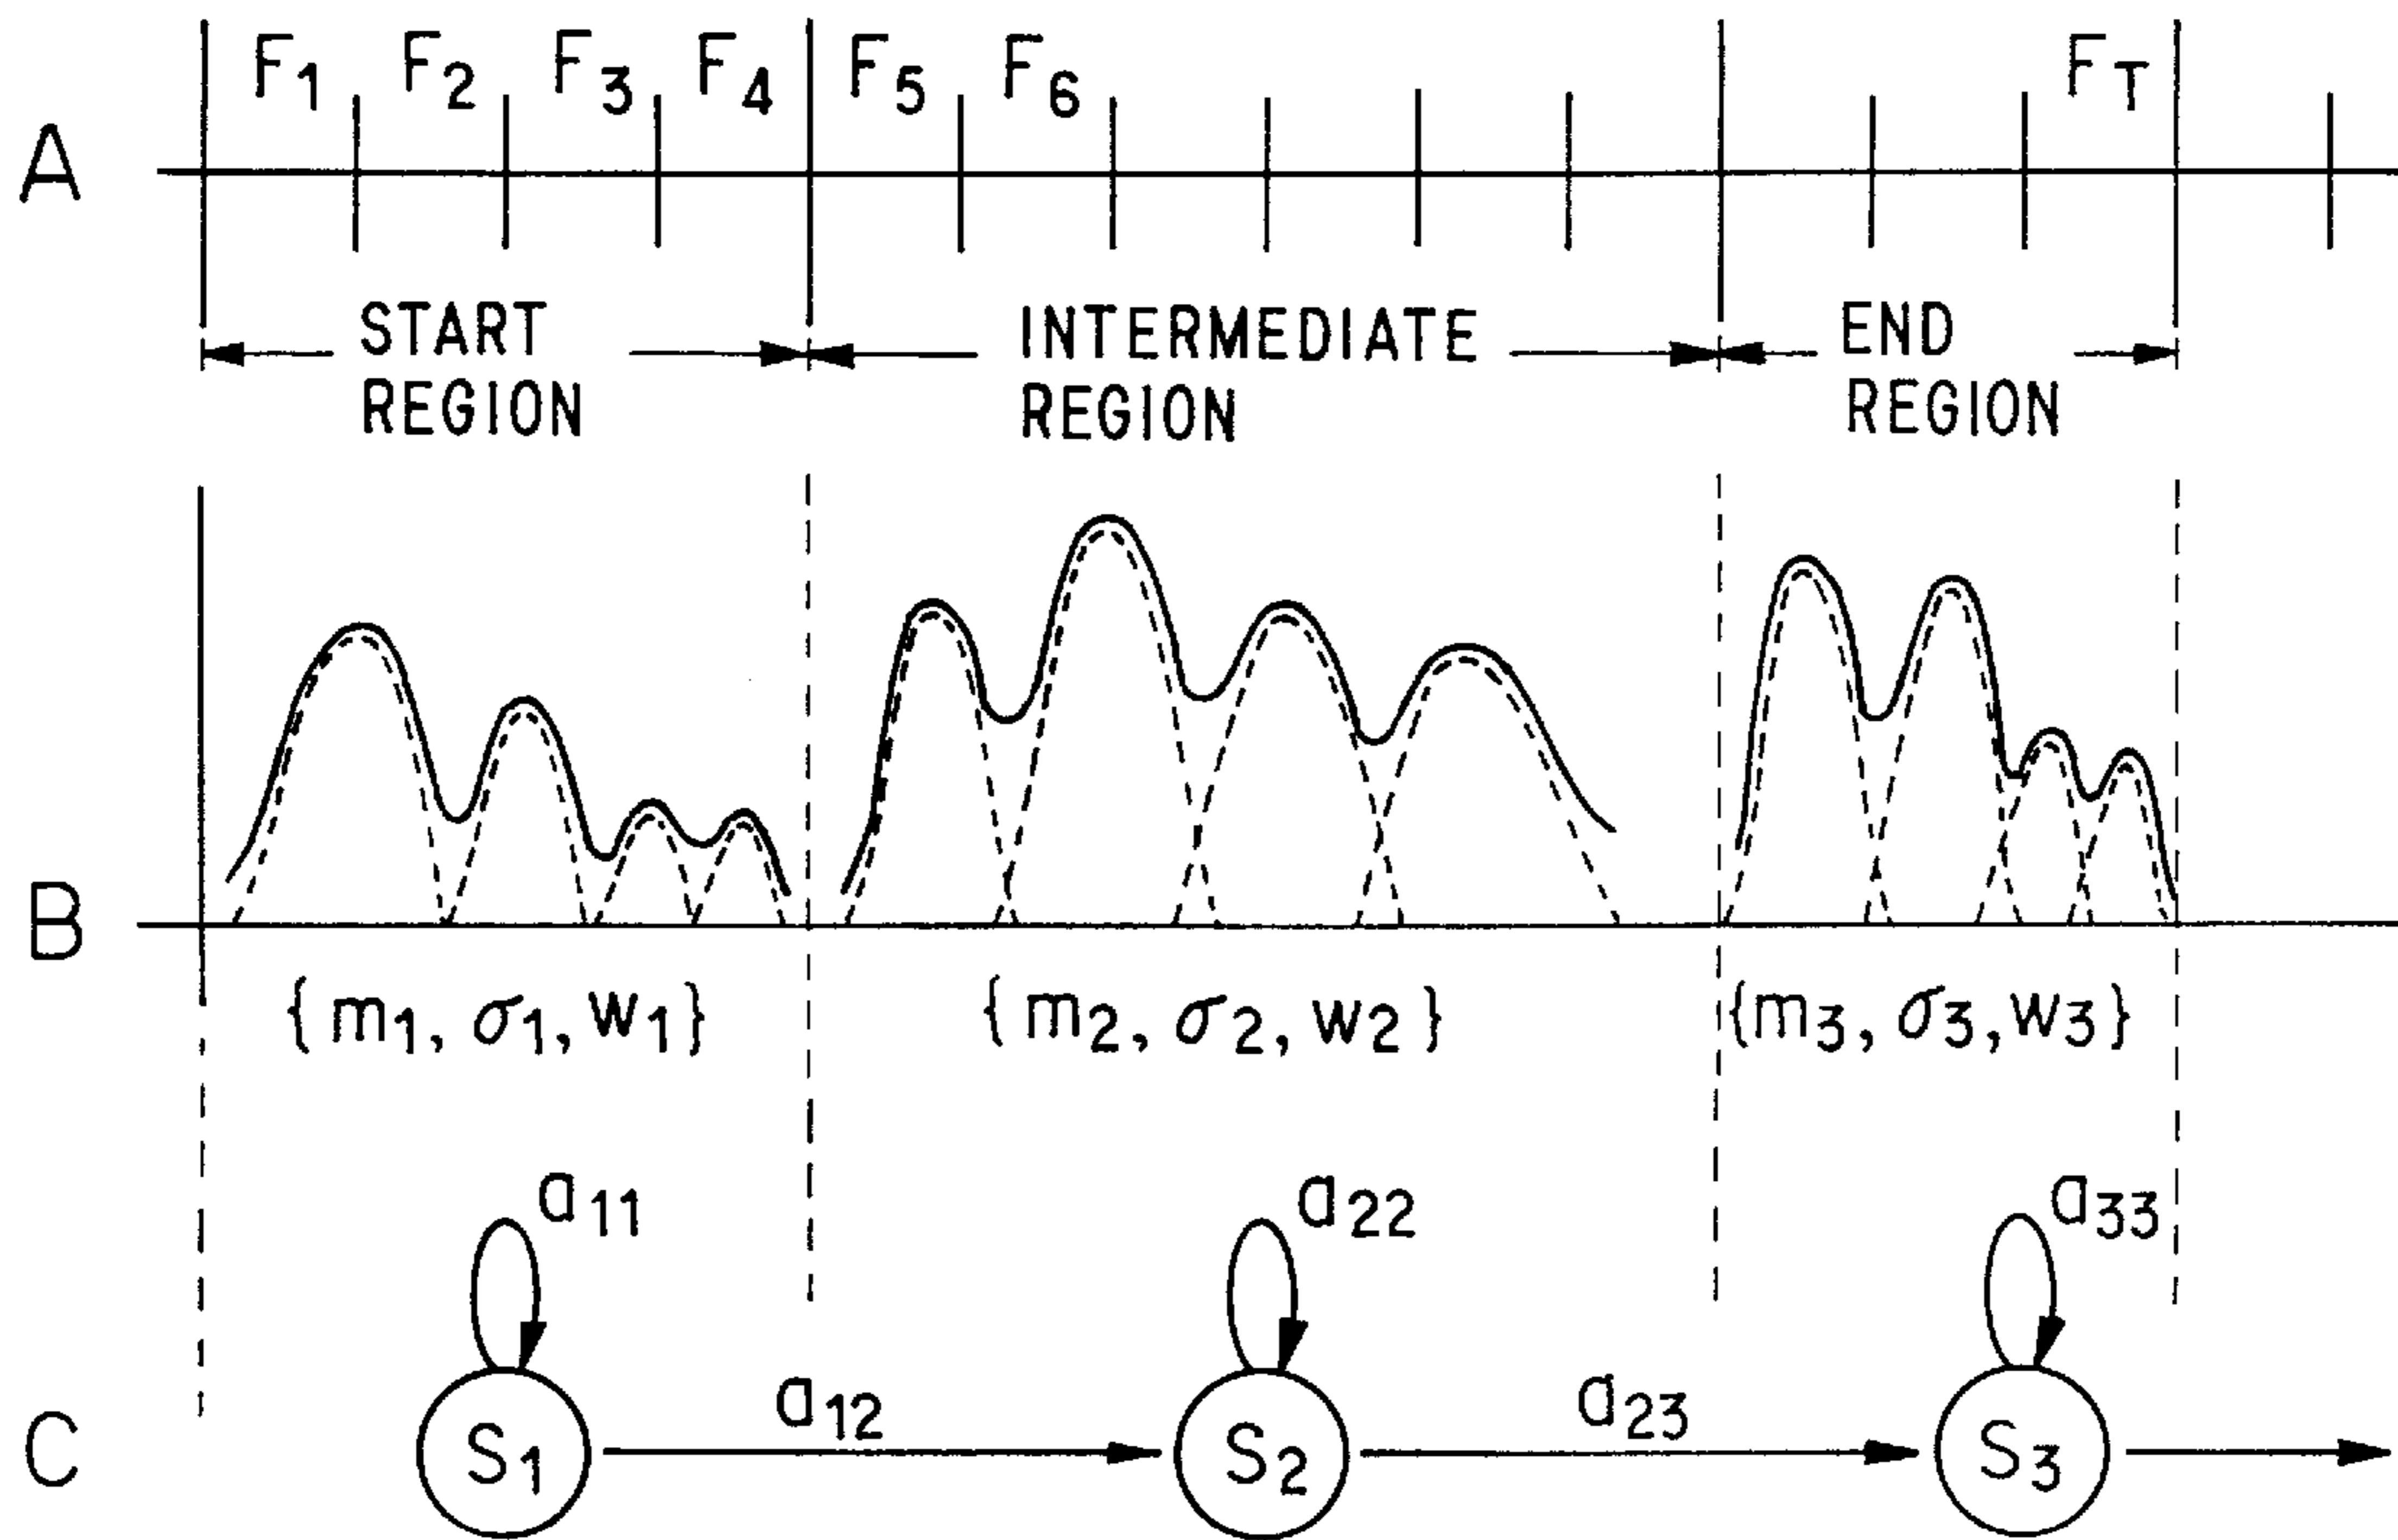 F1 F2 F3 F4 F5 F6 FT
A
START REGION
INTERMEDIATE REGION
END REGION
B
{m1, σ1, w1} {m2, σ2, w2} {m3, σ3, w3}
a11 a22 a33
a12 a23
C S1 S2 S3